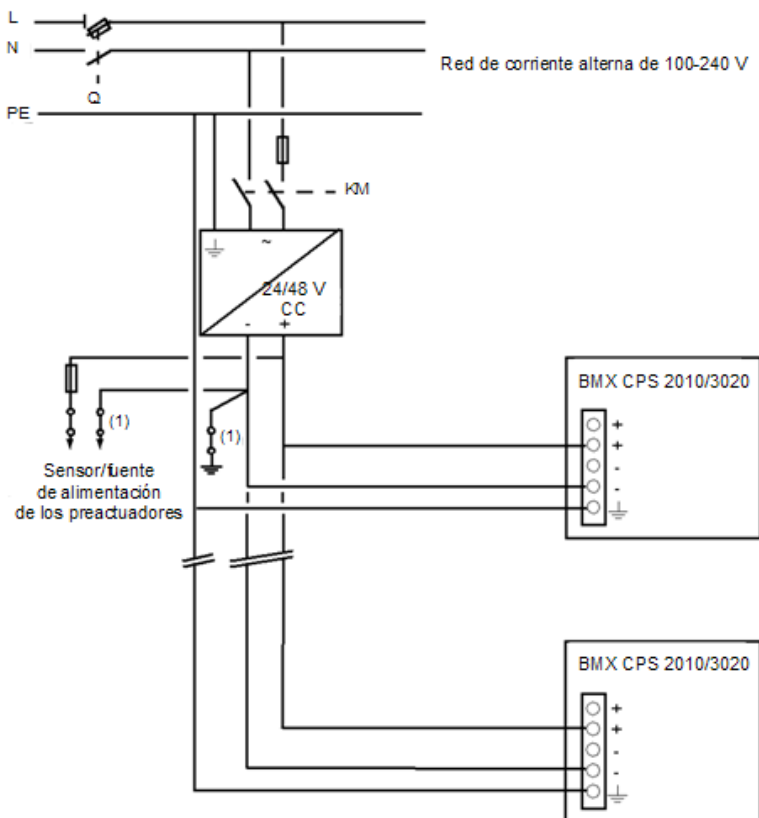 L
N
Red de corriente alterna de 100-240 V
Q
PE
KM
~
24/48 V
CC
- +
BMX CPS 2010/3020
+
+
-
-
(1)
(1)
Sensor/fuente
de alimentación
de los preactuadores
BMX CPS 2010/3020
+
+
-
-